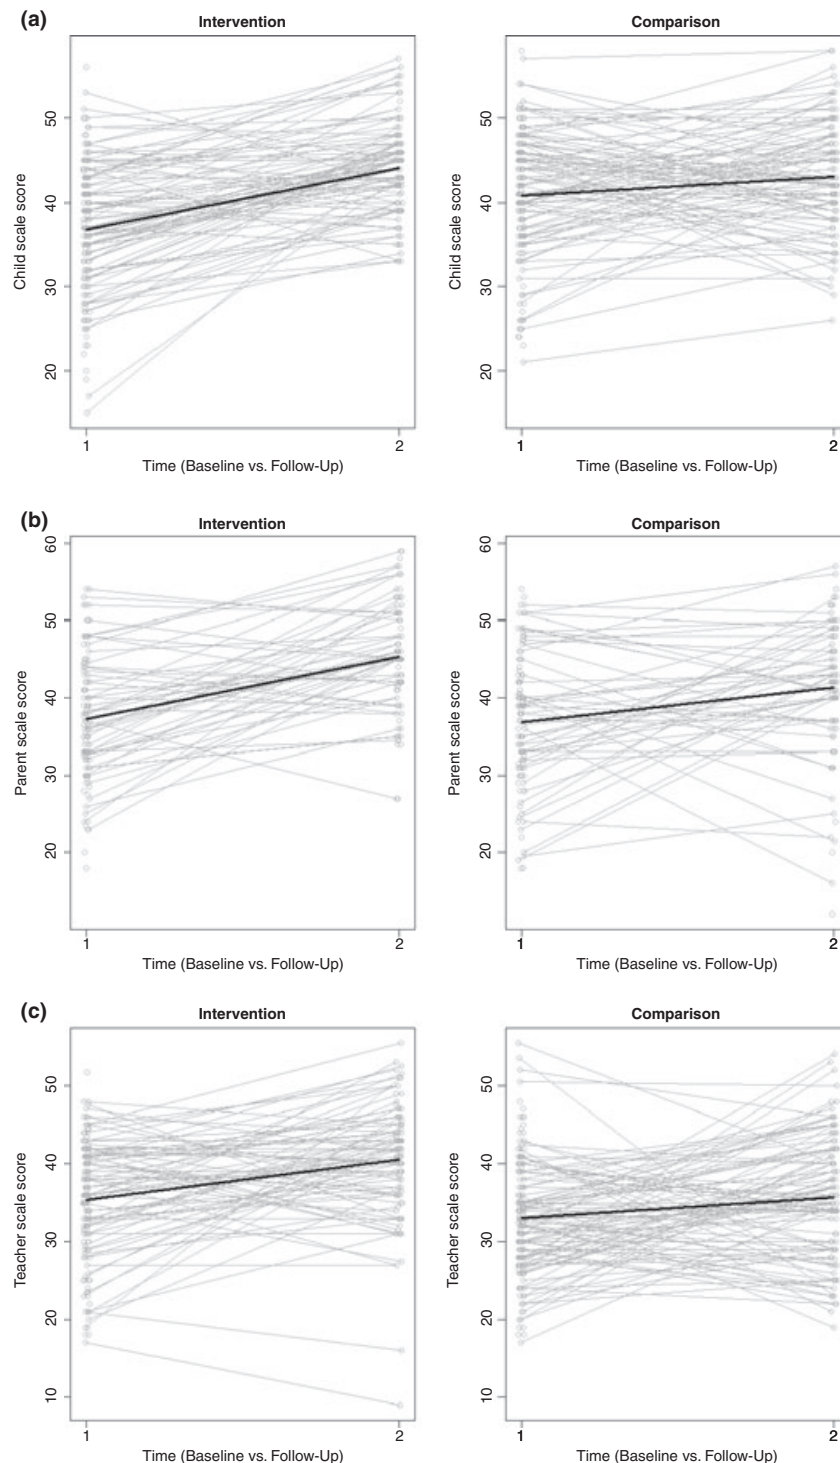 (a)
Intervention
Comparison
Child scale score
50
40
30
20
1
2
Time (Baseline vs. Follow-Up)
Child scale score
50
40
30
20
1
2
Time (Baseline vs. Follow-Up)
(b)
Intervention
Comparison
Parent scale score
60
50
40
30
20
1
2
Time (Baseline vs. Follow-Up)
Parent scale score
60
50
40
30
20
1
2
Time (Baseline vs. Follow-Up)
(c)
Intervention
Comparison
Teacher scale score
50
40
30
20
10
1
2
Time (Baseline vs. Follow-Up)
Teacher scale score
50
40
30
20
10
1
2
Time (Baseline vs. Follow-Up)